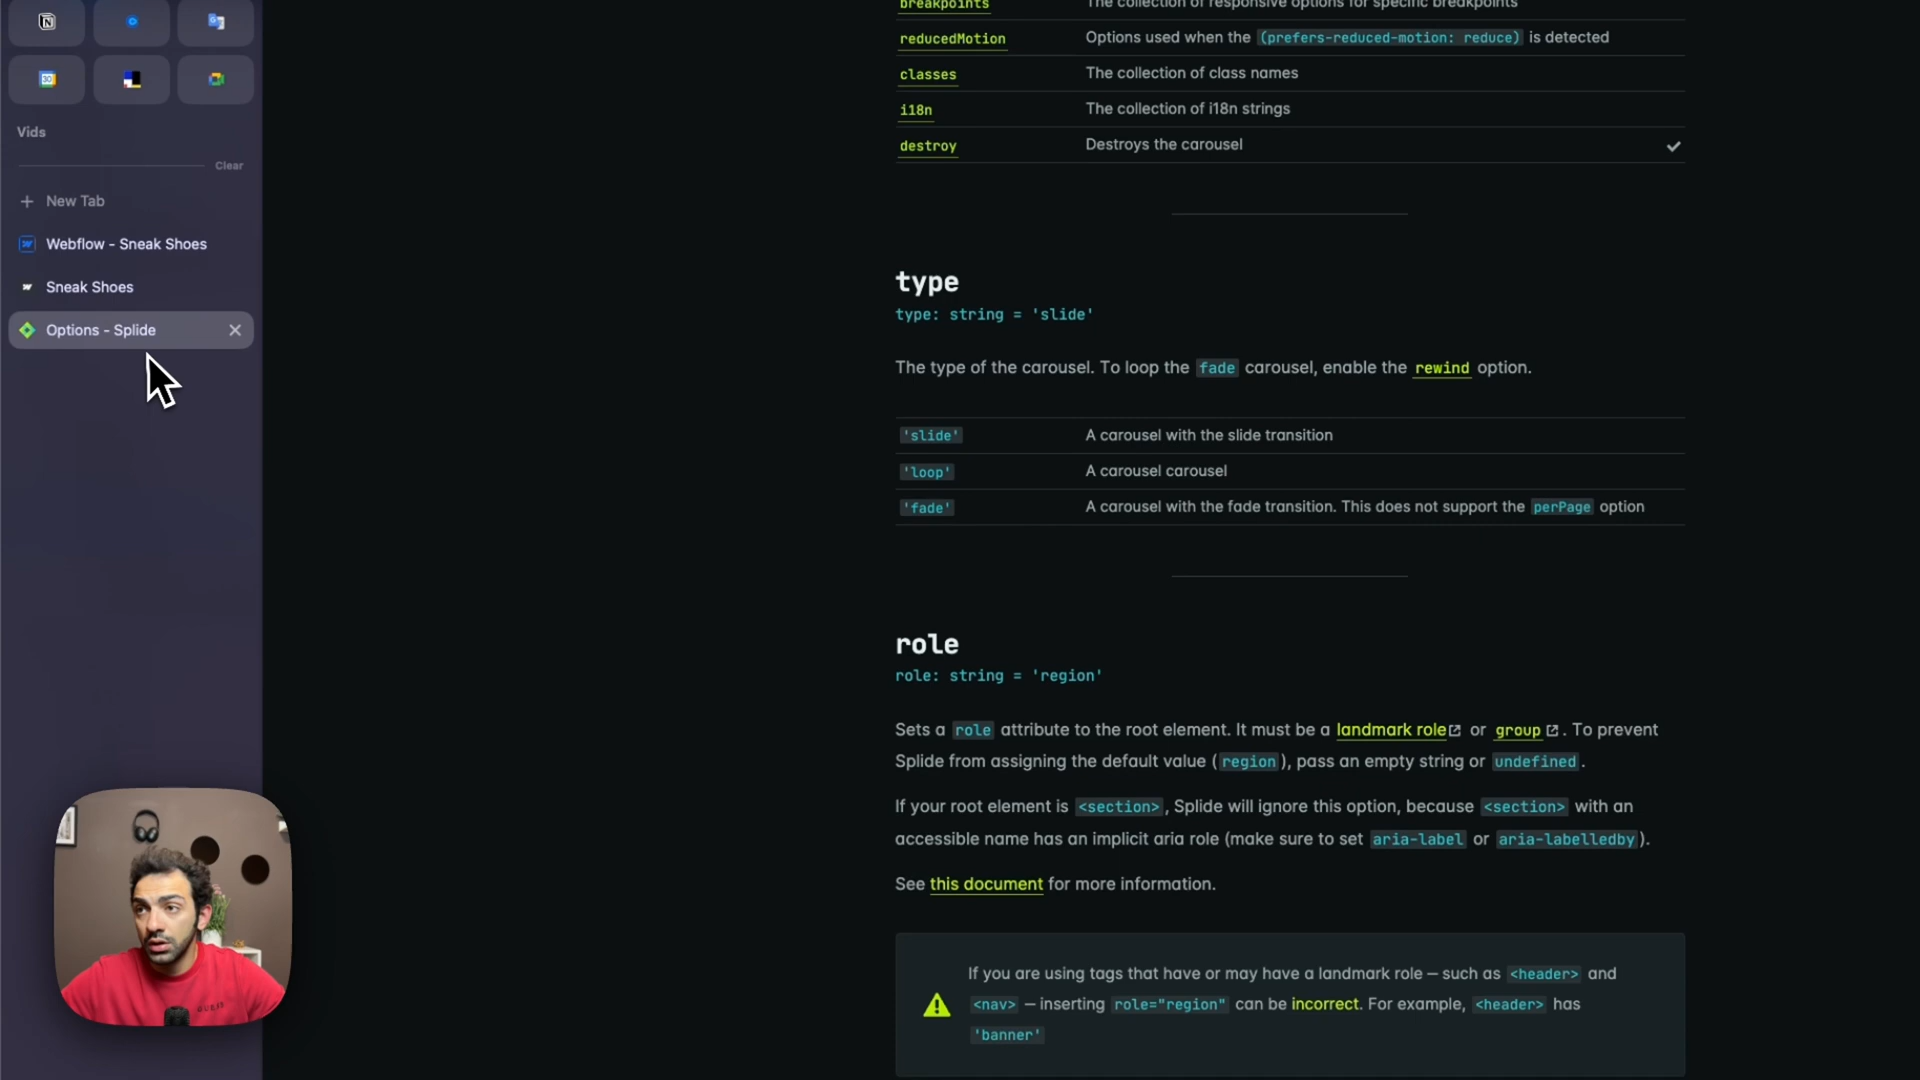 30
Vids
Clear
New Tab
Webflow - Sneak Shoes
Sneak Shoes
Options - Splide
breakpoints The collection of responsive options for specific breakpoints
reducedMotion Options used when the (prefers-reduced-motion: reduce) is detected
classes The collection of class names
i18n The collection of i18n strings
destroy Destroys the carousel
type
type: string = 'slide'
The type of the carousel. To loop the fade carousel, enable the rewind option.
'slide' A carousel with the slide transition
'loop' A carousel carousel
'fade' A carousel with the fade transition. This does not support the perPage option
role
role: string = 'region'
Sets a role attribute to the root element. It must be a landmark role or group . To prevent
Splide from assigning the default value (region), pass an empty string or undefined.
If your root element is <section>, Splide will ignore this option, because <section> with an
accessible name has an implicit aria role (make sure to set aria-label or aria-labelledby).
See this document for more information.
If you are using tags that have or may have a landmark role — such as <header> and
<nav> — inserting role="region" can be incorrect. For example, <header> has
'banner'